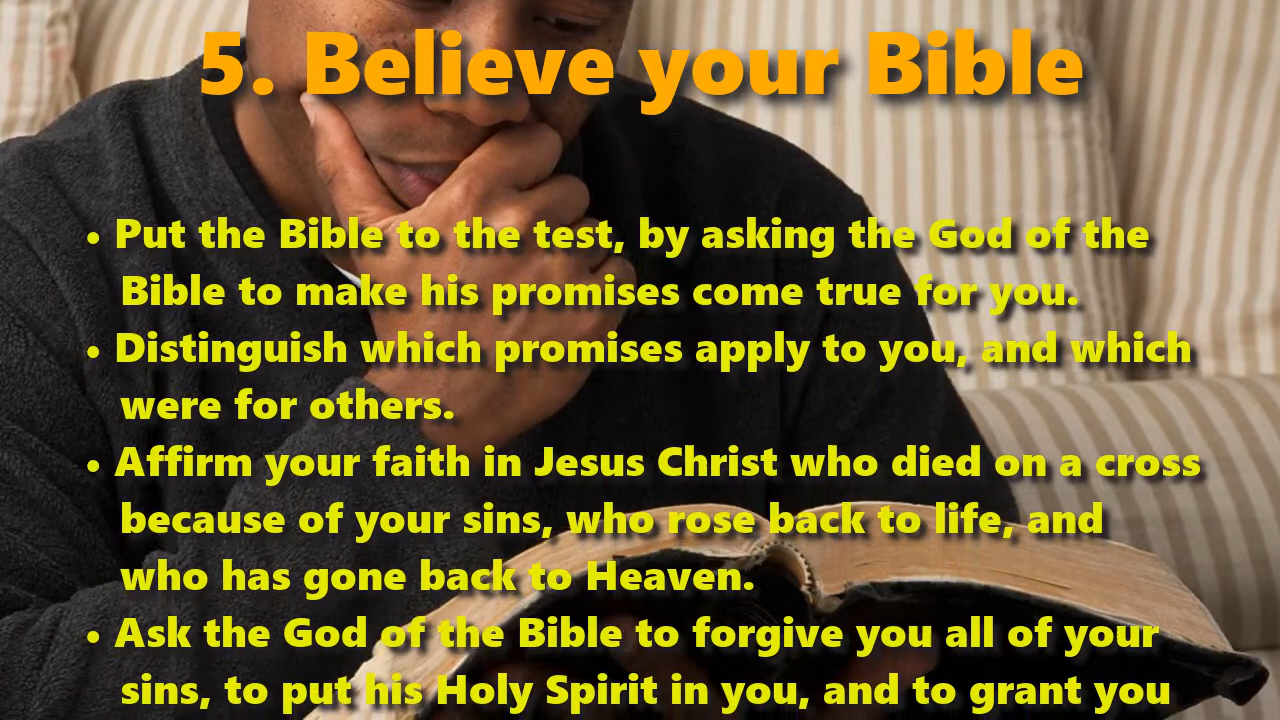 5. Believe your Bible
• Put the Bible to the test, by asking the God of the
Bible to make his promises come true for you.
• Distinguish which promises apply to you, and which
were for others.
• Affirm your faith in Jesus Christ who died on a cross
because of your sins, who rose back to life, and
who has gone back to Heaven.
• Ask the God of the Bible to forgive you all of your
sins, to put his Holy Spirit in you, and to grant you